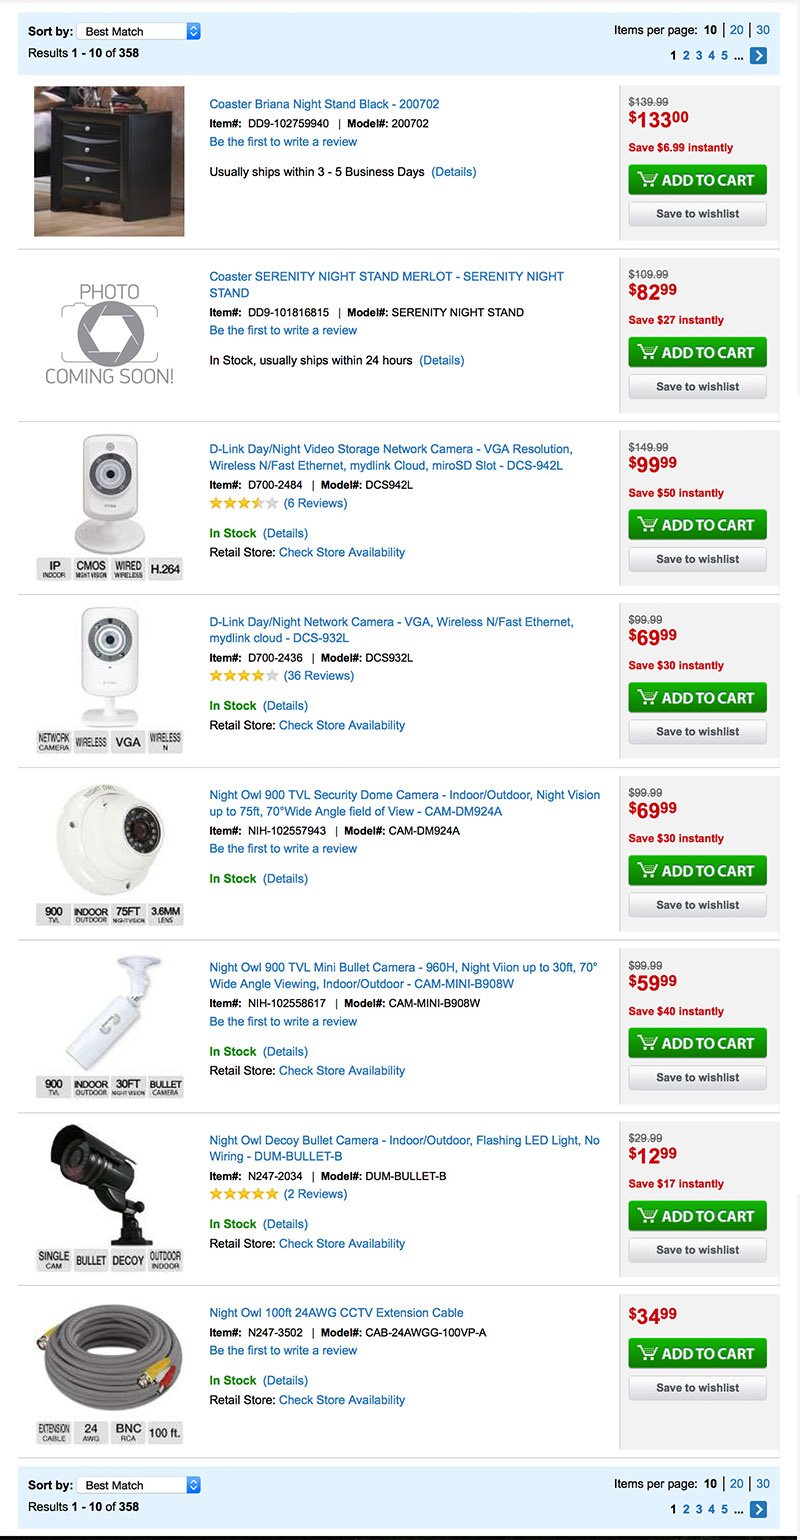 Sort by: Best Match
Items per page: 10 | 20 | 30
Results 1 - 10 of 358
1 2 3 4 5 ...
Coaster Briana Night Stand Black - 200702
Item#: DD9-102759940 | Model#: 200702
Be the first to write a review
Usually ships within 3 - 5 Business Days (Details)
$139.99
$13300
Save $6.99 instantly
ADD TO CART
Save to wishlist
PHOTO
COMING SOON!
Coaster SERENITY NIGHT STAND MERLOT - SERENITY NIGHT
STAND
Item#: DD9-101816815 | Model#: SERENITY NIGHT STAND
Be the first to write a review
In Stock, usually ships within 24 hours (Details)
$109.99
$8299
Save $27 instantly
ADD TO CART
Save to wishlist
IP INDOOR CMOS NIGHT VISION WIRED WIRELESS H.264
D-Link Day/Night Video Storage Network Camera - VGA Resolution,
Wireless N/Fast Ethernet, mydlink Cloud, miroSD Slot - DCS-942L
Item#: D700-2484 | Model#: DCS942L
(6 Reviews)
In Stock (Details)
Retail Store: Check Store Availability
$149.99
$9999
Save $50 instantly
ADD TO CART
Save to wishlist
NETWORK CAMERA WIRELESS VGA WIRELESS N
D-Link Day/Night Network Camera - VGA, Wireless N/Fast Ethernet,
mydlink cloud - DCS-932L
Item#: D700-2436 | Model#: DCS932L
(36 Reviews)
In Stock (Details)
Retail Store: Check Store Availability
$99.99
$6999
Save $30 instantly
ADD TO CART
Save to wishlist
NIGHT OWL
900 TVL INDOOR OUTDOOR 75FT NIGHT VISION 3.6MM LENS
Night Owl 900 TVL Security Dome Camera - Indoor/Outdoor, Night Vision
up to 75ft, 70°Wide Angle field of View - CAM-DM924A
Item#: NIH-102557943 | Model#: CAM-DM924A
Be the first to write a review
In Stock (Details)
$99.99
$6999
Save $30 instantly
ADD TO CART
Save to wishlist
900 TVL INDOOR OUTDOOR 30FT NIGHT VISION BULLET CAMERA
Night Owl 900 TVL Mini Bullet Camera - 960H, Night Viion up to 30ft, 70°
Wide Angle Viewing, Indoor/Outdoor - CAM-MINI-B908W
Item#: NIH-102558617 | Model#: CAM-MINI-B908W
Be the first to write a review
In Stock (Details)
Retail Store: Check Store Availability
$99.99
$5999
Save $40 instantly
ADD TO CART
Save to wishlist
SINGLE CAM BULLET DECOY OUTDOOR INDOOR
Night Owl Decoy Bullet Camera - Indoor/Outdoor, Flashing LED Light, No
Wiring - DUM-BULLET-B
Item#: N247-2034 | Model#: DUM-BULLET-B
(2 Reviews)
In Stock (Details)
Retail Store: Check Store Availability
$29.99
$1299
Save $17 instantly
ADD TO CART
Save to wishlist
EXTENSION CABLE 24 AWG BNC RCA 100 ft.
Night Owl 100ft 24AWG CCTV Extension Cable
Item#: N247-3502 | Model#: CAB-24AWGG-100VP-A
Be the first to write a review
In Stock (Details)
Retail Store: Check Store Availability
$3499
ADD TO CART
Save to wishlist
Sort by: Best Match
Items per page: 10 | 20 | 30
Results 1 - 10 of 358
1 2 3 4 5 ...